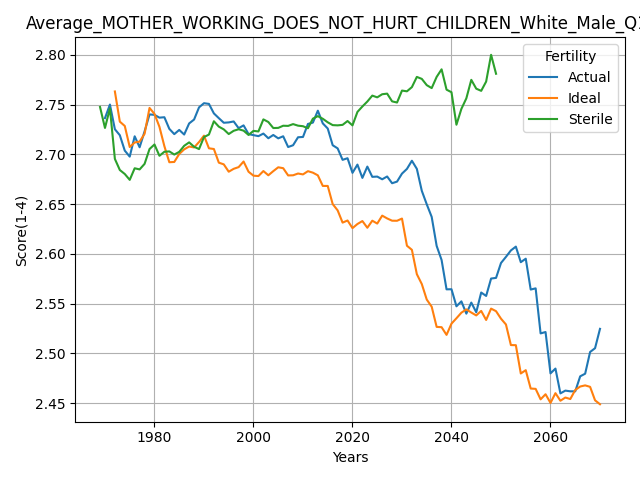 Average_MOTHER_WORKING_DOES_NOT_HURT_CHILDREN_White_Male_Q
Fertility
Actual
Ideal
Sterile
Score(1-4)
2.80
2.75
2.70
2.65
2.60
2.55
2.50
2.45
1980
2000
2020
2040
2060
Years